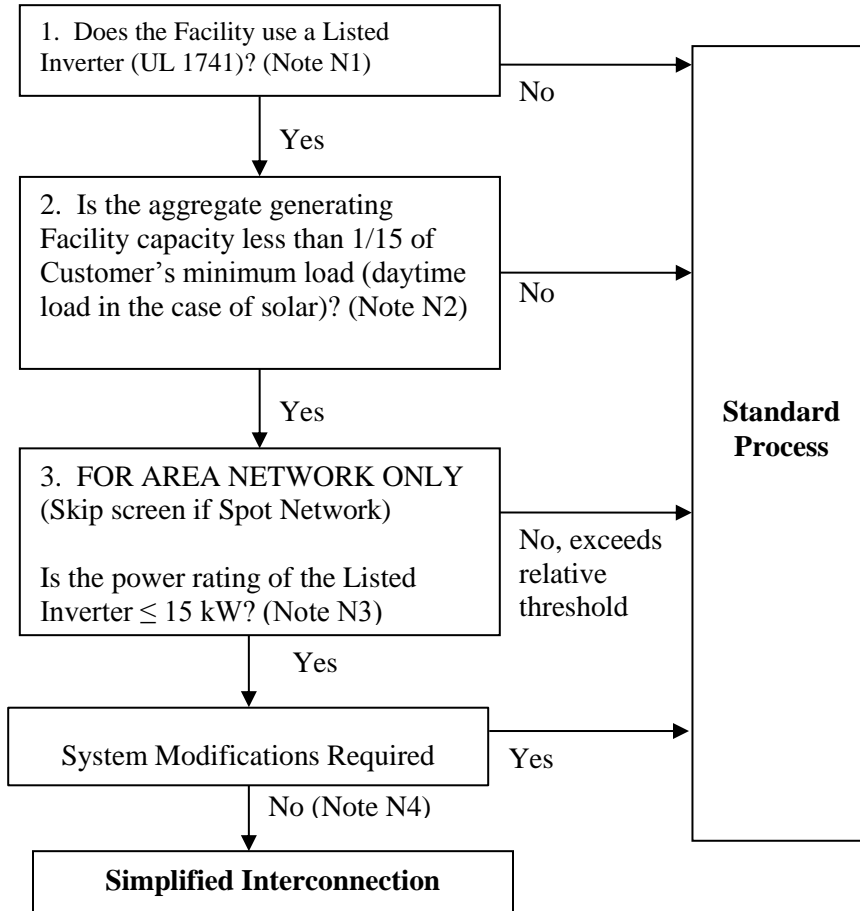 1. Does the Facility use a Listed
Inverter (UL 1741)? (Note N1)
No
Yes
2. Is the aggregate generating
Facility capacity less than 1/15 of
Customer’s minimum load (daytime
load in the case of solar)? (Note N2)
No
Yes
Standard
Process
3. FOR AREA NETWORK ONLY
(Skip screen if Spot Network)
Is the power rating of the Listed
Inverter ≤ 15 kW? (Note N3)
No, exceeds
relative
threshold
Yes
System Modifications Required
Yes
No (Note N4)
Simplified Interconnection